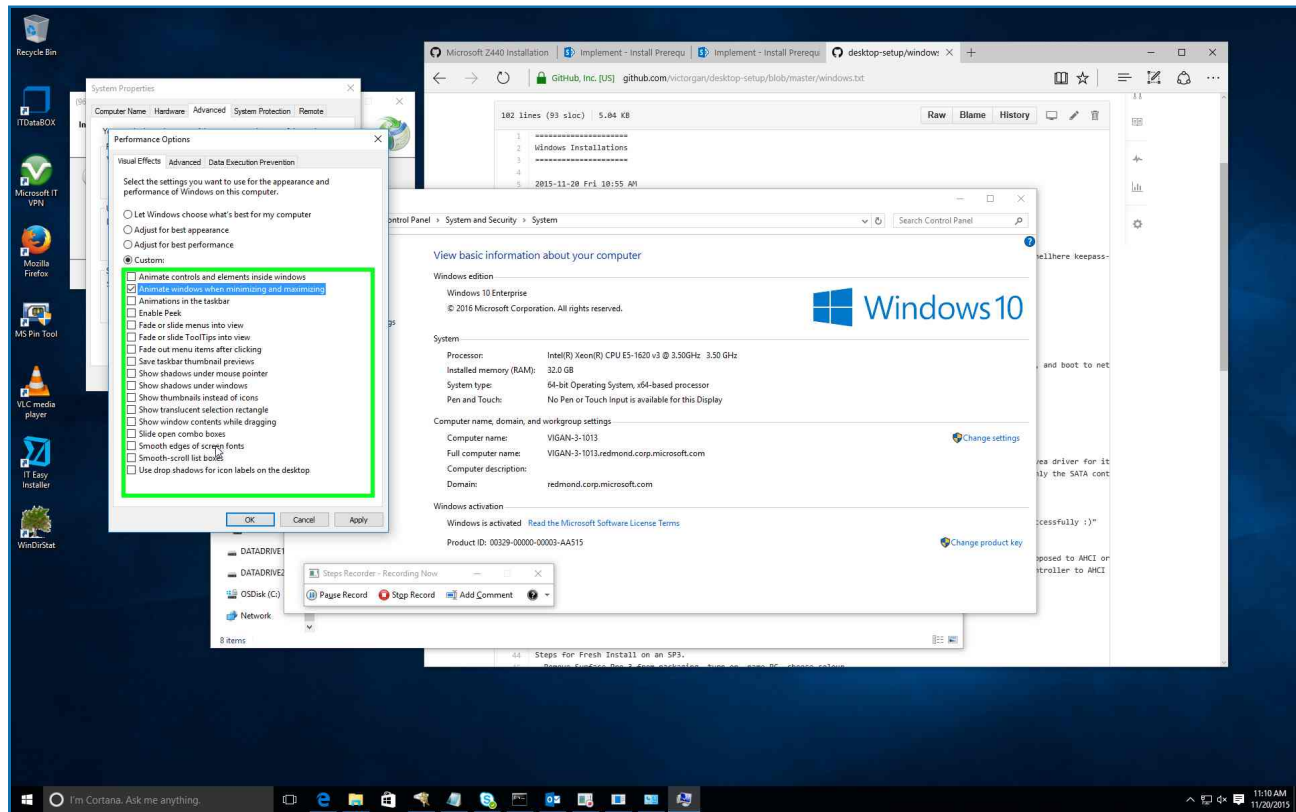 Recycle Bin
ITDataBOX
Microsoft IT
VPN
Mozilla
Firefox
MS Pin Tool
VLC media
player
IT Easy
Installer
WinDirStat
System Properties
Computer Name Hardware Advanced System Protection Remote
Performance Options
Visual Effects Advanced Data Execution Prevention
Select the settings you want to use for the appearance and
performance of Windows on this computer.
Let Windows choose what's best for my computer
Adjust for best appearance
Adjust for best performance
Custom:
Animate controls and elements inside windows
Animate windows when minimizing and maximizing
Animations in the taskbar
Enable Peek
Fade or slide menus into view
Fade or slide ToolTips into view
Fade out menu items after clicking
Save taskbar thumbnail previews
Show shadows under mouse pointer
Show shadows under windows
Show thumbnails instead of icons
Show translucent selection rectangle
Show window contents while dragging
Slide open combo boxes
Smooth edges of screen fonts
Smooth-scroll list boxes
Use drop shadows for icon labels on the desktop
OK Cancel Apply
Microsoft Z440 Installation Implement - Install Prerequ Implement - Install Prerequ desktop-setup/window:
GitHub, Inc. [US] github.com/victorgan/desktop-setup/blob/master/windows.txt
102 lines (93 sloc) 5.04 KB
Raw Blame History
1 =====================
2 Windows Installations
3 =====================
4
5 2015-11-20 Fri 10:55 AM
ellhere keepass-
, and boot to net
vea driver for it
nly the SATA cont
ccessfully :)"
pposed to AHCI or
ntroller to AHCI
44 Steps for Fresh Install on an SP3.
ntrol Panel › System and Security › System
Search Control Panel
View basic information about your computer
Windows edition
Windows 10 Enterprise
© 2016 Microsoft Corporation. All rights reserved.
Windows 10
System
Processor: Intel(R) Xeon(R) CPU E5-1620 v3 @ 3.50GHz 3.50 GHz
Installed memory (RAM): 32.0 GB
System type: 64-bit Operating System, x64-based processor
Pen and Touch: No Pen or Touch Input is available for this Display
Computer name, domain, and workgroup settings
Computer name: VIGAN-3-1013
Change settings
Full computer name: VIGAN-3-1013.redmond.corp.microsoft.com
Computer description:
Domain: redmond.corp.microsoft.com
Windows activation
Windows is activated Read the Microsoft Software License Terms
Product ID: 00329-00000-00003-AA515
Change product key
gs
DATADRIVE1
DATADRIVE2
OSDisk (C:)
Network
8 items
Steps Recorder - Recording Now
Pause Record Stop Record Add Comment
I'm Cortana. Ask me anything.
11:10 AM
11/20/2015